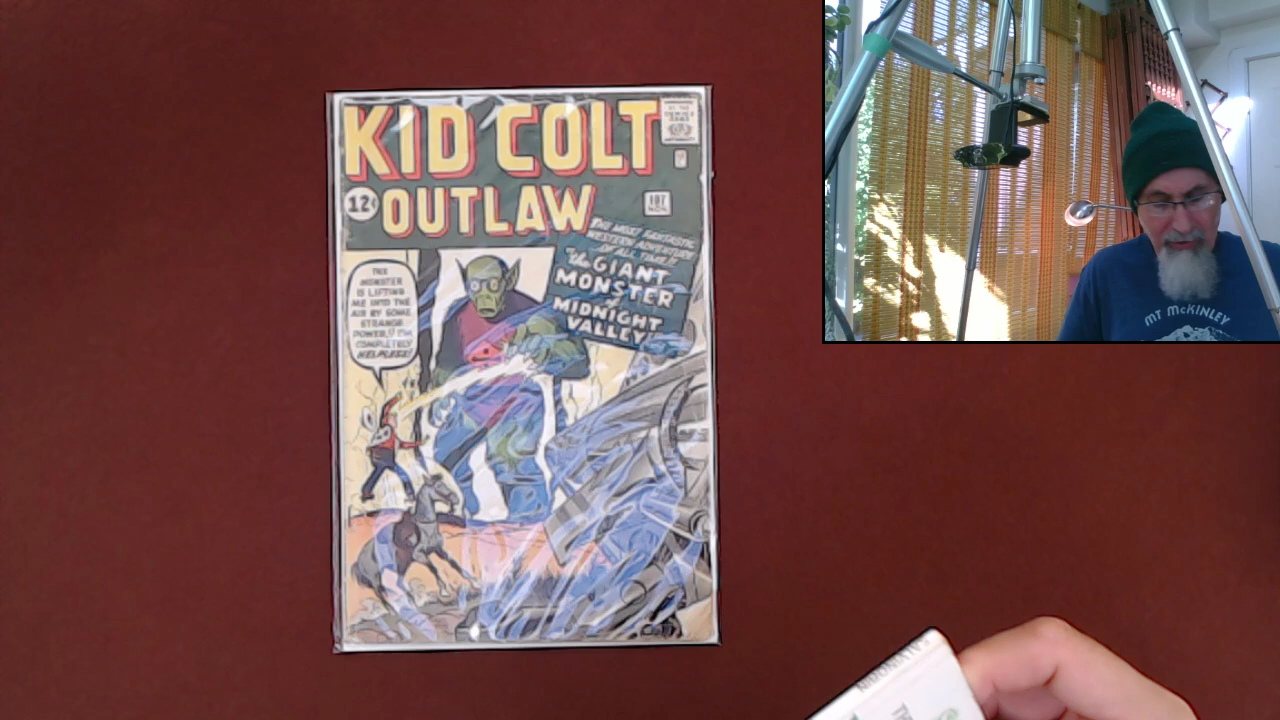 KID COLT
OUTLAW
12¢
107
NOV.
THE MOST FANTASTIC
WESTERN ADVENTURE
OF ALL TIME!!
"The GIANT
MONSTER
of
MIDNIGHT
VALLEY"
THE
MONSTER
IS LIFTING
ME INTO THE
AIR BY SOME
STRANGE
POWER! I'M
COMPLETELY
HELPLESS!
MT MCKINLEY